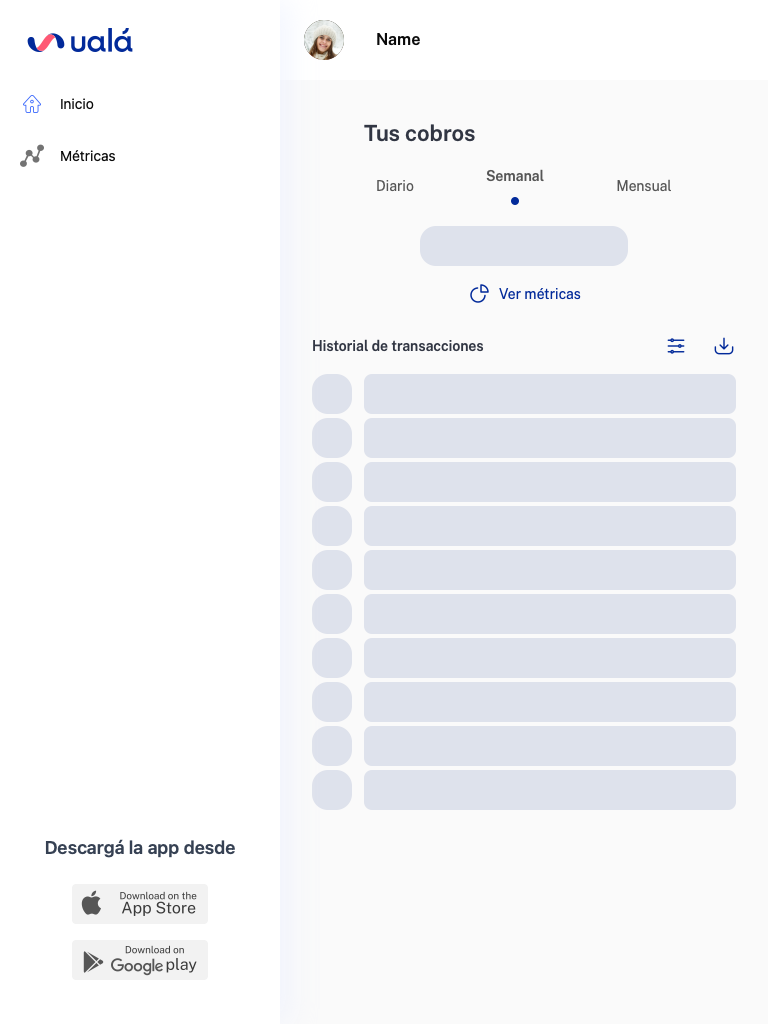 ualá
Name
Inicio
Métricas
Tus cobros
Diario
Semanal
Mensual
Ver métricas
Historial de transacciones
Descargá la app desde
Download on the
App Store
Download on
Google play